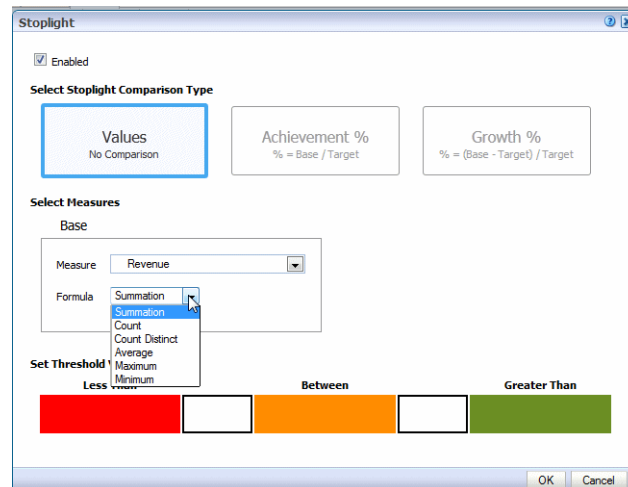 Stoplight
Enabled
Select Stoplight Comparison Type
Values
No Comparison
Achievement %
% = Base / Target
Growth %
% = (Base - Target) / Target
Select Measures
Base
Measure Revenue
Formula Summation
Summation
Count
Count Distinct
Average
Maximum
Minimum
Set Threshold
Less Between Greater Than
OK Cancel